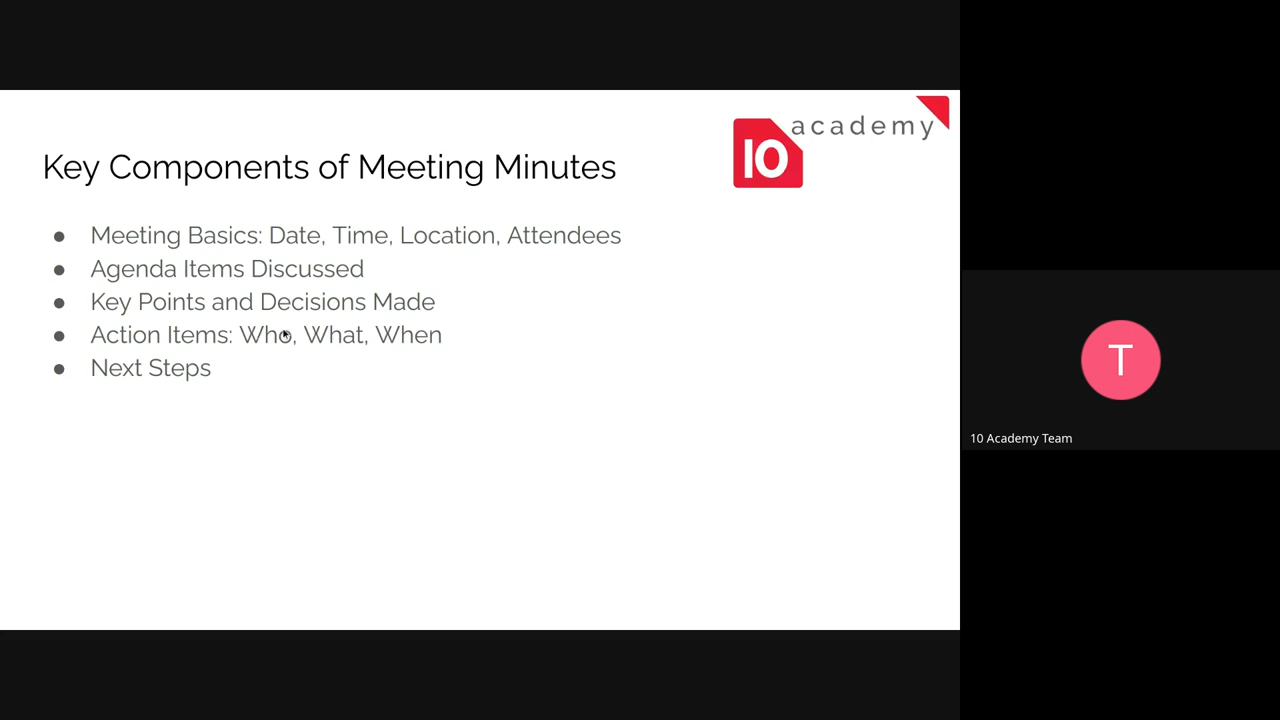 academy
10
Key Components of Meeting Minutes
● Meeting Basics: Date, Time, Location, Attendees
● Agenda Items Discussed
● Key Points and Decisions Made
● Action Items: Who, What, When
● Next Steps
T
10 Academy Team